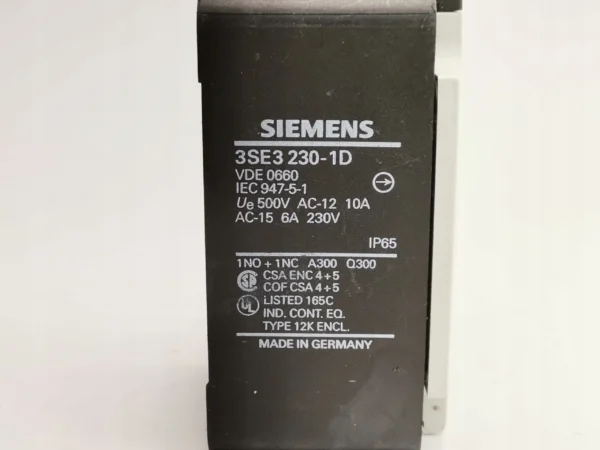 SIEMENS
3SE3 230-1D
VDE 0660
IEC 947-5-1
Ue 500V AC-12 10A
AC-15 6A 230V
IP65
1NO + 1NC A300 Q300
CSA ENC 4+5
COF CSA 4+5
LISTED 165C
IND. CONT. EQ.
TYPE 12K ENCL.
MADE IN GERMANY